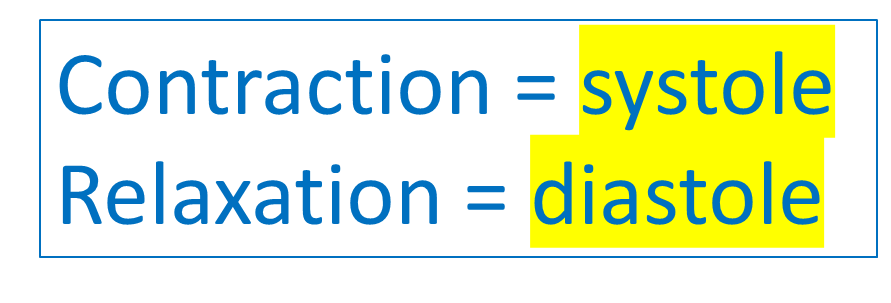 Contraction = systole
Relaxation = diastole